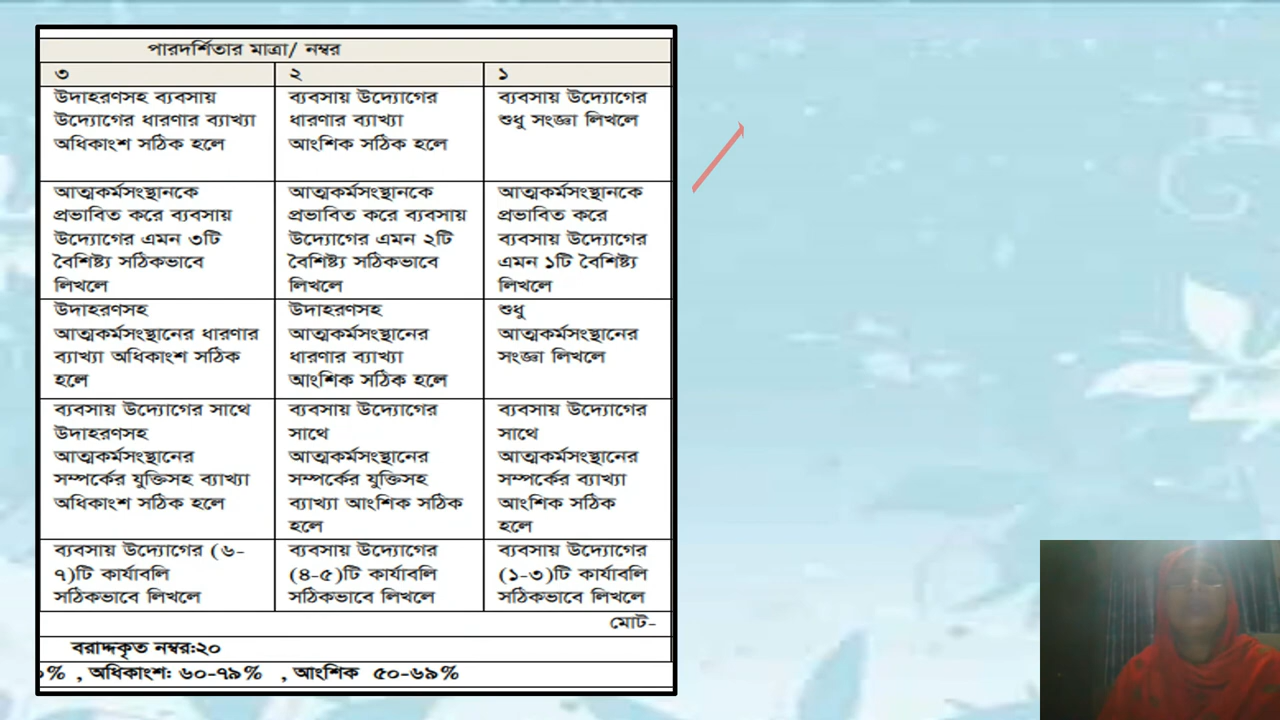 পারদর্শিতার মাত্রা/ নম্বর
৩
২
১
উদাহরণসহ ব্যবসায়
উদ্যোগের ধারণার ব্যাখ্যা
অধিকাংশ সঠিক হলে
ব্যবসায় উদ্যোগের
ধারণার ব্যাখ্যা
আংশিক সঠিক হলে
ব্যবসায় উদ্যোগের
শুধু সংজ্ঞা লিখলে
আত্মকর্মসংস্থানকে
প্রভাবিত করে ব্যবসায়
উদ্যোগের এমন ৩টি
বৈশিষ্ট্য সঠিকভাবে
লিখলে
আত্মকর্মসংস্থানকে
প্রভাবিত করে ব্যবসায়
উদ্যোগের এমন ২টি
বৈশিষ্ট্য সঠিকভাবে
লিখলে
আত্মকর্মসংস্থানকে
প্রভাবিত করে
ব্যবসায় উদ্যোগের
এমন ১টি বৈশিষ্ট্য
লিখলে
উদাহরণসহ
আত্মকর্মসংস্থানের ধারণার
ব্যাখ্যা অধিকাংশ সঠিক
হলে
উদাহরণসহ
আত্মকর্মসংস্থানের
ধারণার ব্যাখ্যা
আংশিক সঠিক হলে
শুধু
আত্মকর্মসংস্থানের
সংজ্ঞা লিখলে
ব্যবসায় উদ্যোগের সাথে
উদাহরণসহ
আত্মকর্মসংস্থানের
সম্পর্কের যুক্তিসহ ব্যাখ্যা
অধিকাংশ সঠিক হলে
ব্যবসায় উদ্যোগের
সাথে
আত্মকর্মসংস্থানের
সম্পর্কের যুক্তিসহ
ব্যাখ্যা আংশিক সঠিক
হলে
ব্যবসায় উদ্যোগের
সাথে
আত্মকর্মসংস্থানের
সম্পর্কের ব্যাখ্যা
আংশিক সঠিক
হলে
ব্যবসায় উদ্যোগের (৬-
৭)টি কার্যাবলি
সঠিকভাবে লিখলে
ব্যবসায় উদ্যোগের
(৪-৫)টি কার্যাবলি
সঠিকভাবে লিখলে
ব্যবসায় উদ্যোগের
(১-৩)টি কার্যাবলি
সঠিকভাবে লিখলে
মোট-
বরাদ্দকৃত নম্বর:২০
% , অধিকাংশ: ৬০-৭৯% , আংশিক ৫০-৬৯%